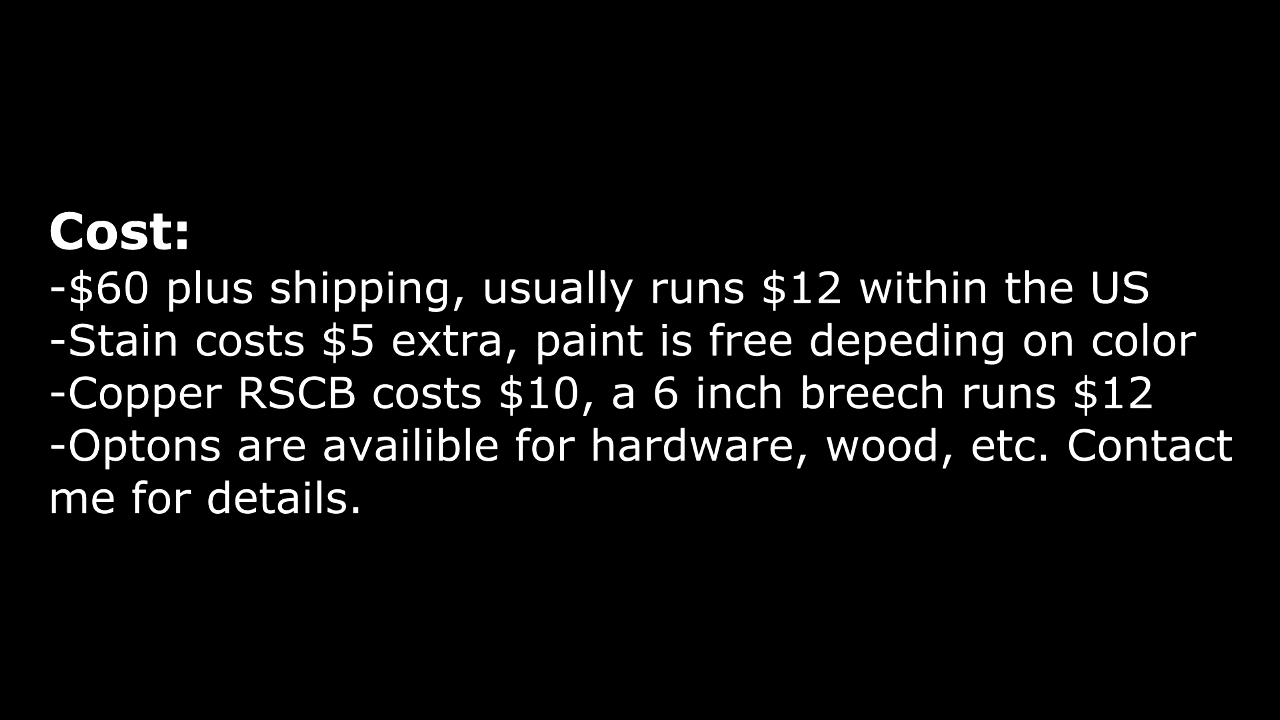 Cost:
-$60 plus shipping, usually runs $12 within the US
-Stain costs $5 extra, paint is free depeding on color
-Copper RSCB costs $10, a 6 inch breech runs $12
-Optons are availible for hardware, wood, etc. Contact
me for details.